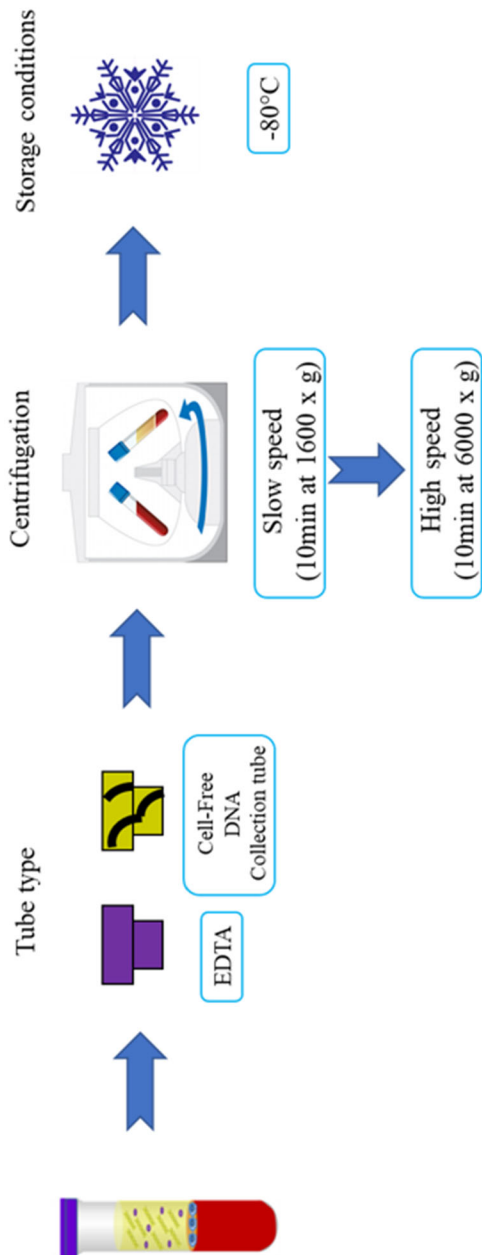 Tube type
EDTA
Cell-Free
DNA
Collection tube
Centrifugation
Slow speed
(10min at 1600 x g)
High speed
(10min at 6000 x g)
Storage conditions
-80°C